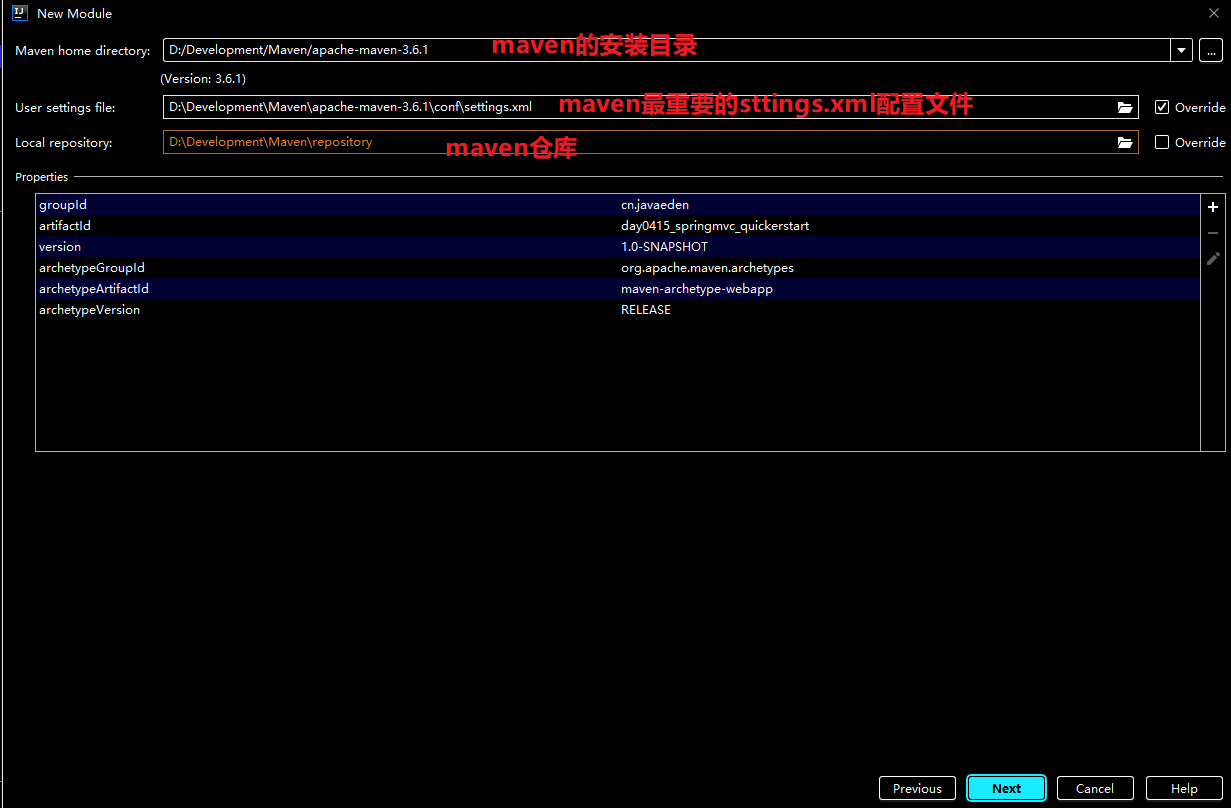 New Module
Maven home directory: D:/Development/Maven/apache-maven-3.6.1 maven的安装目录 ...
(Version: 3.6.1)
User settings file: D:\Development\Maven\apache-maven-3.6.1\conf\settings.xml maven最重要的sttings.xml配置文件 Override
Local repository: D:\Development\Maven\repository maven仓库 Override
Properties
groupId cn.javaeden
artifactId day0415_springmvc_quickerstart
version 1.0-SNAPSHOT
archetypeGroupId org.apache.maven.archetypes
archetypeArtifactId maven-archetype-webapp
archetypeVersion RELEASE
Previous Next Cancel Help